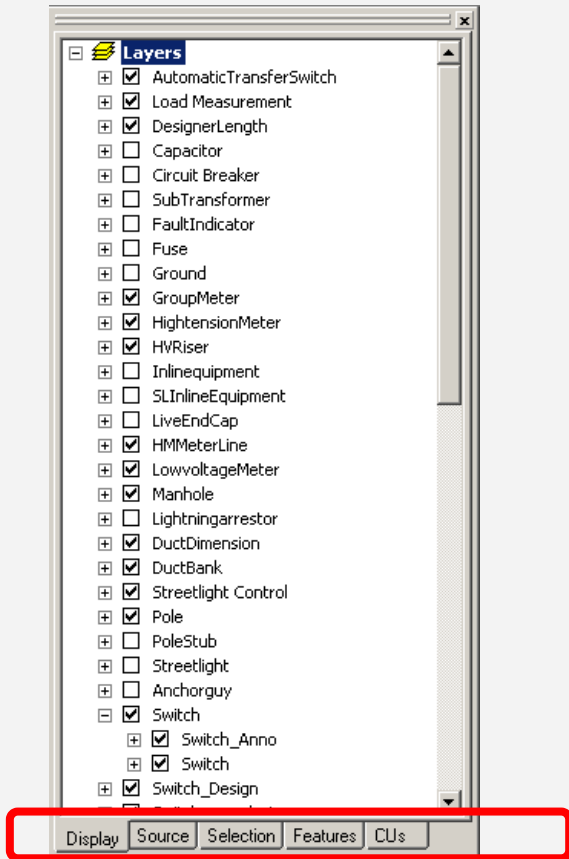 Layers
AutomaticTransferSwitch
Load Measurement
DesignerLength
Capacitor
Circuit Breaker
SubTransformer
FaultIndicator
Fuse
Ground
GroupMeter
HightensionMeter
HVRiser
Inlinequipment
SLInlineEquipment
LiveEndCap
HMMeterLine
LowvoltageMeter
Manhole
Lightningarrestor
DuctDimension
DuctBank
Streetlight Control
Pole
PoleStub
Streetlight
Anchorguy
Switch
Switch_Anno
Switch
Switch_Design
Display Source Selection Features CUs